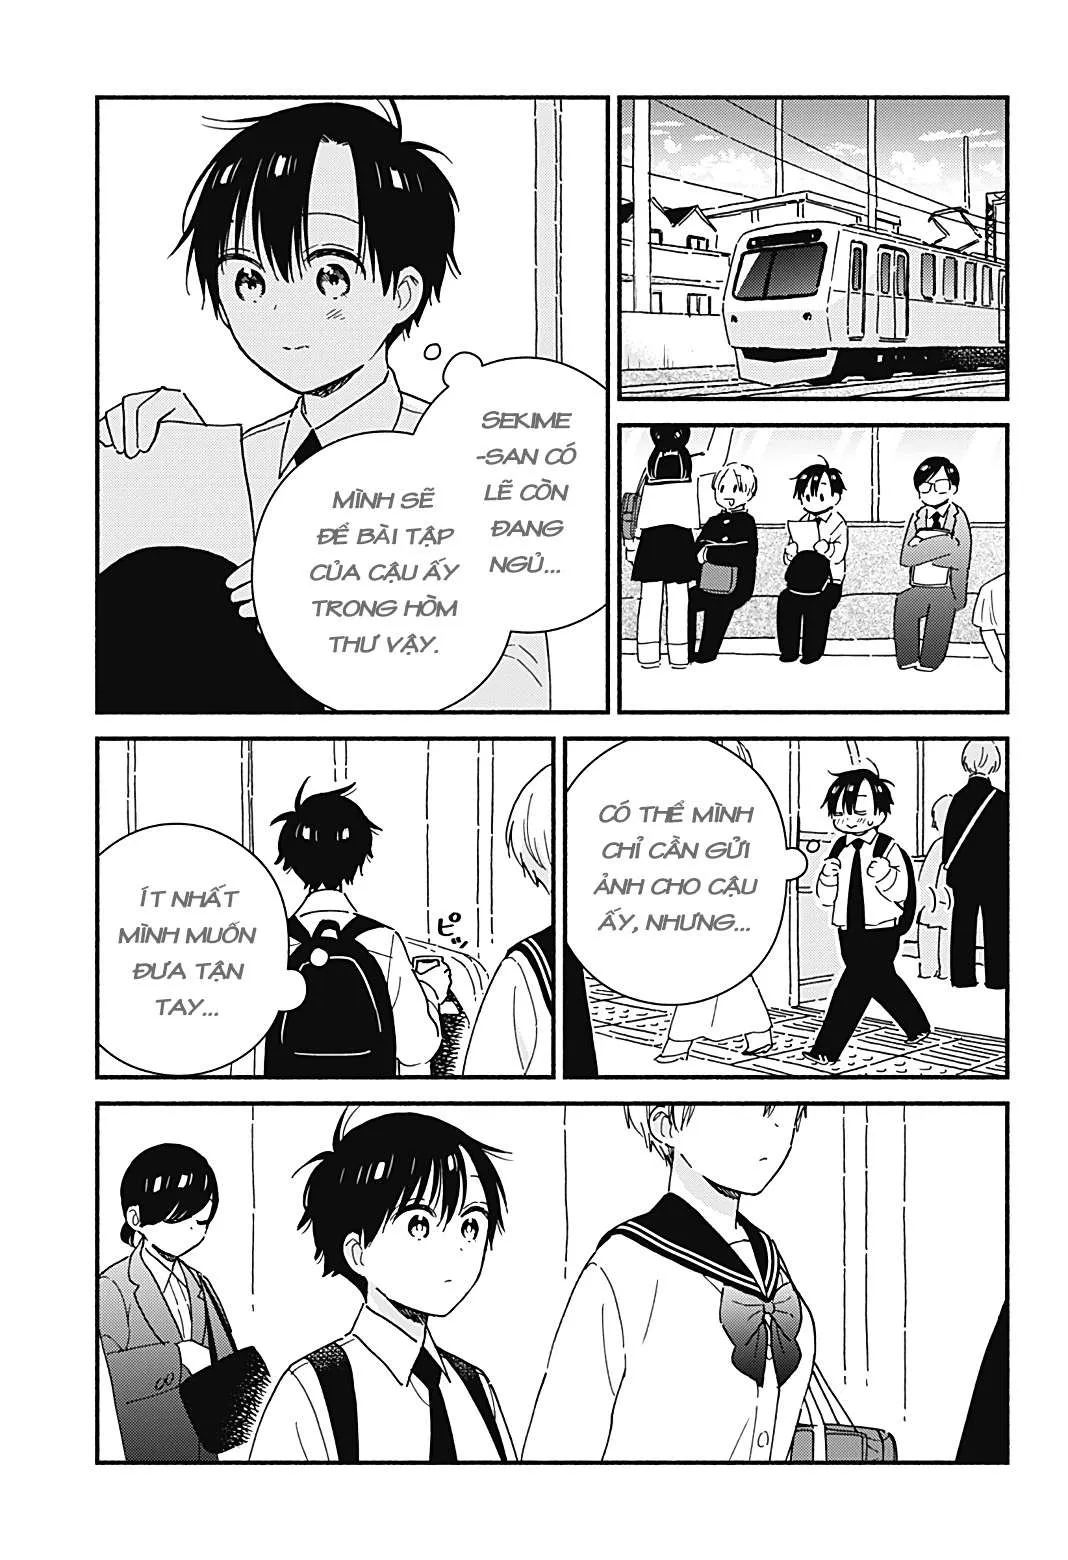 SEKIME
-SAN CÓ
LẼ CÒN
ĐANG
NGỦ...
MÌNH SẼ
ĐỂ BÀI TẬP
CỦA CẬU ẤY
TRONG HÒM
THƯ VẬY.
CÓ THỂ MÌNH
CHỈ CẦN GỬI
ẢNH CHO CẬU
ẤY, NHƯNG...
ÍT NHẤT
MÌNH MUỐN
ĐƯA TẬN
TAY...
ピッ